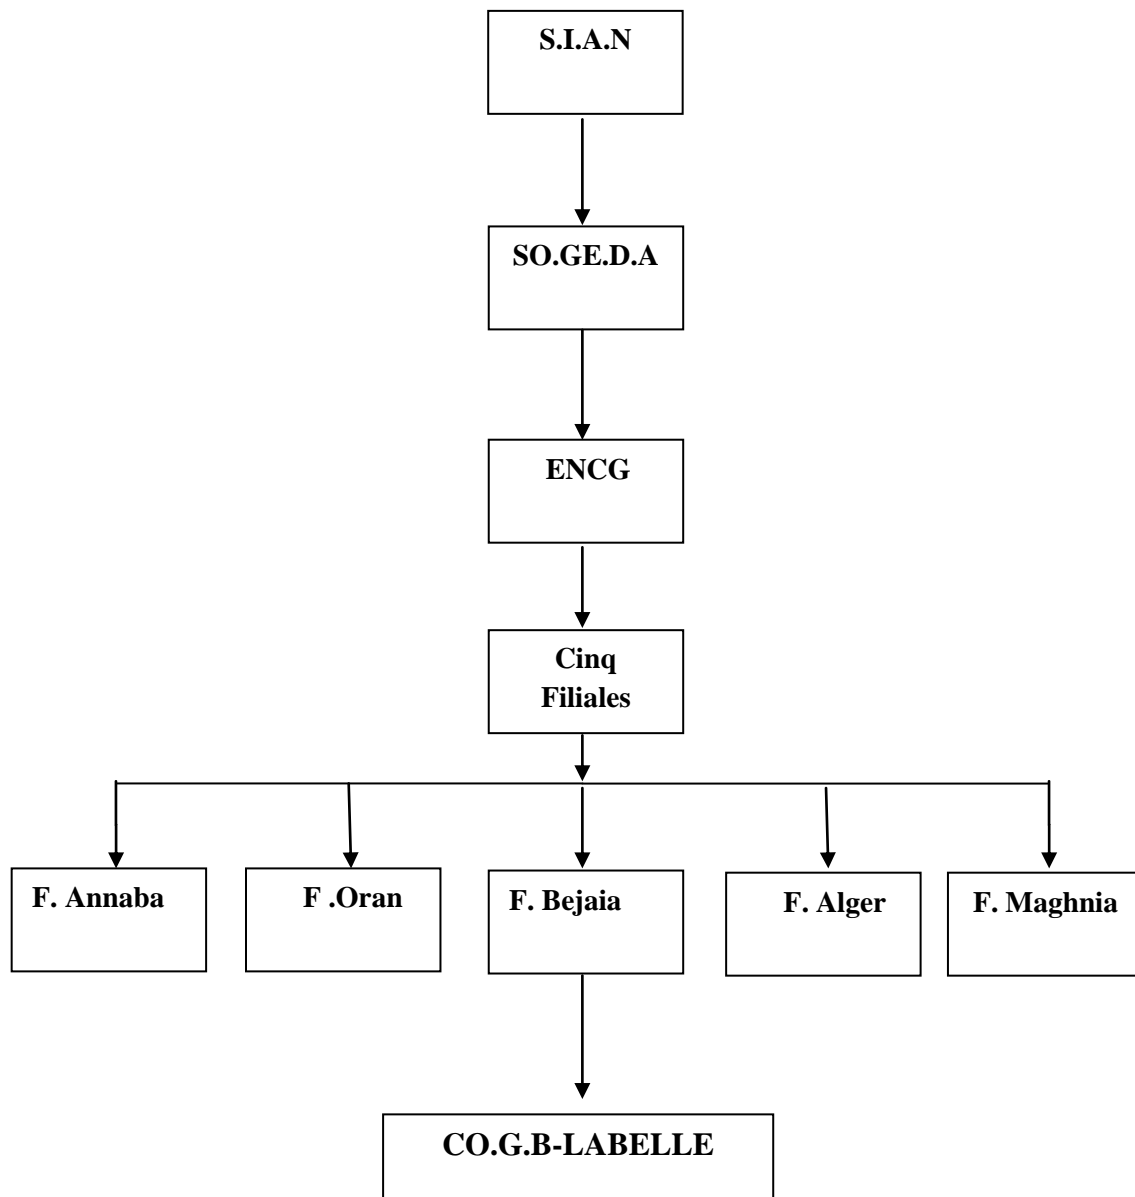 S.I.A.N
SO.GE.D.A
ENCG
Cinq
Filiales
F. Annaba
F .Oran
F. Bejaia
F. Alger
F. Maghnia
CO.G.B-LABELLE